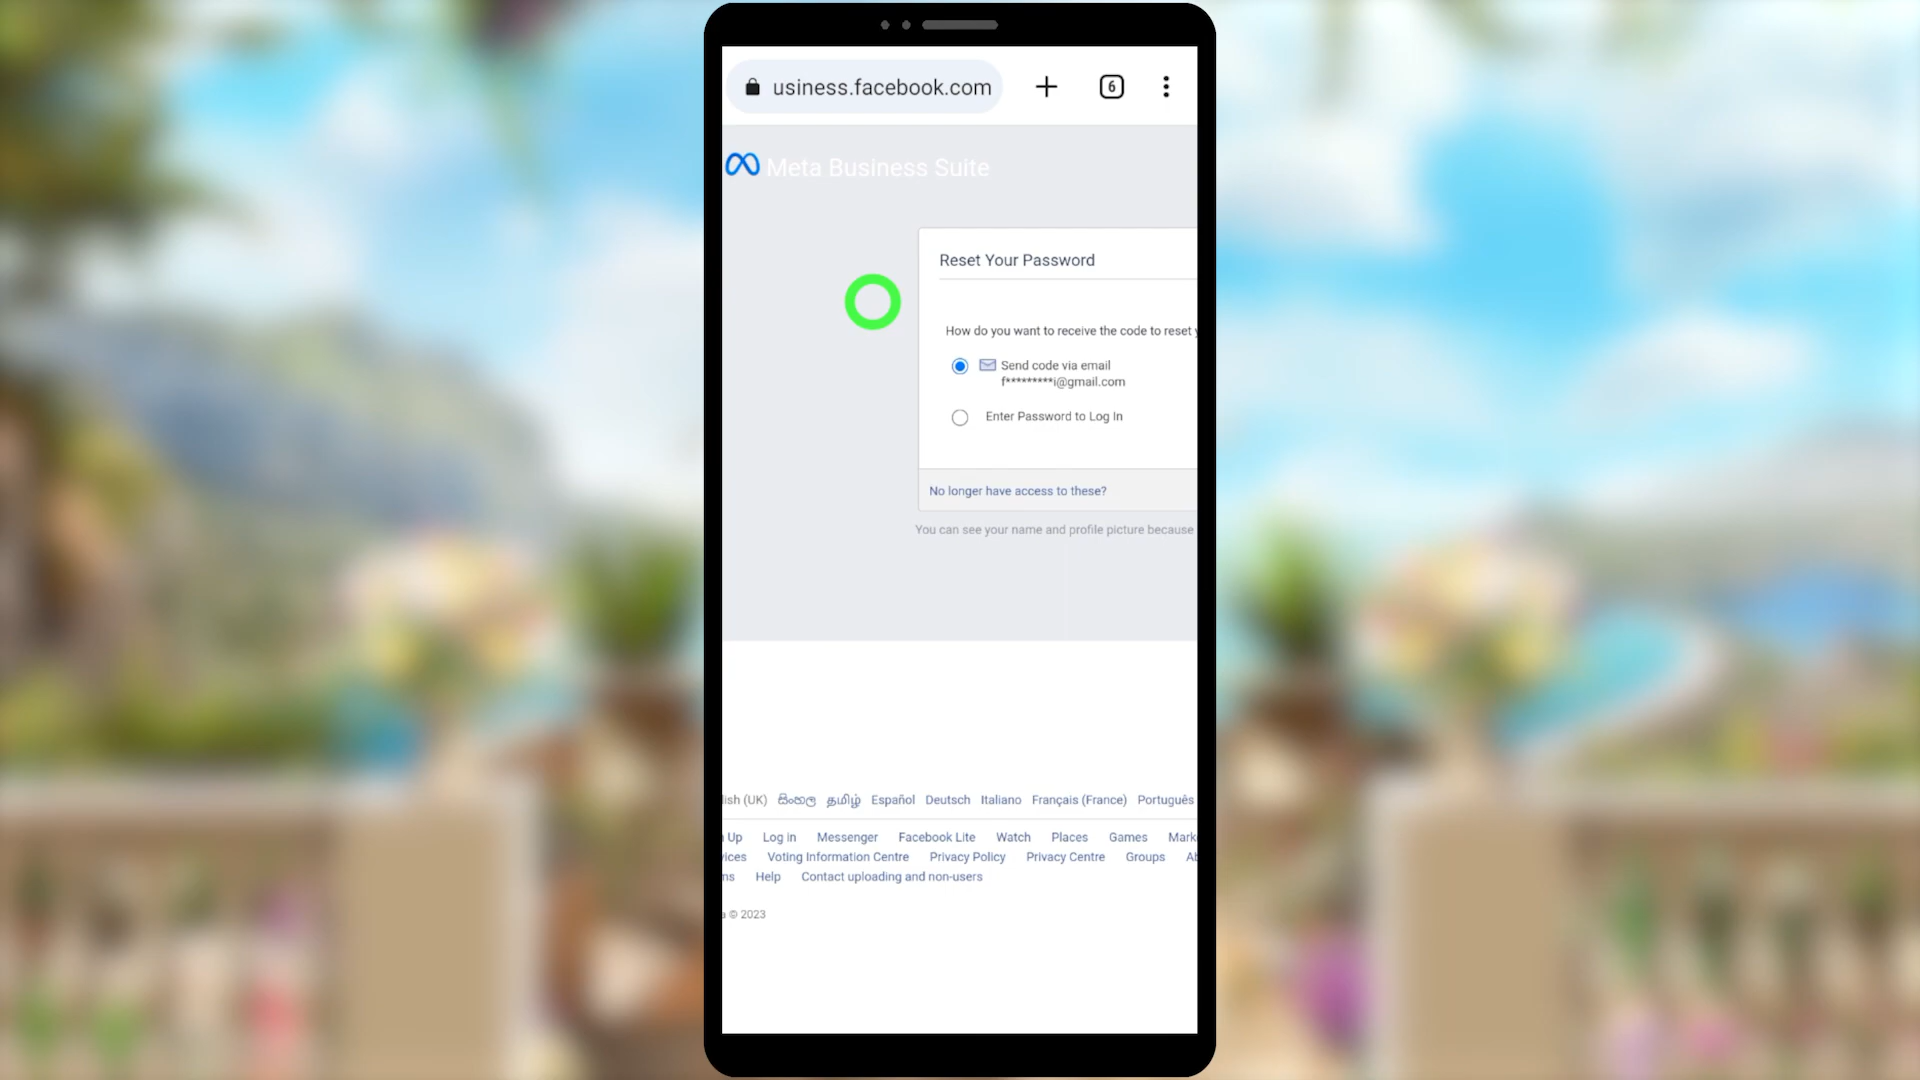 usiness.facebook.com
6
Meta Business Suite
Reset Your Password
How do you want to receive the code to reset
Send code via email
f*********i@gmail.com
Enter Password to Log In
No longer have access to these?
You can see your name and profile picture because
lish (UK) සිංහල தமிழ் Español Deutsch Italiano Français (France) Português
Up Log in Messenger Facebook Lite Watch Places Games Mark
vices Voting Information Centre Privacy Policy Privacy Centre Groups Ab
ns Help Contact uploading and non-users
a © 2023